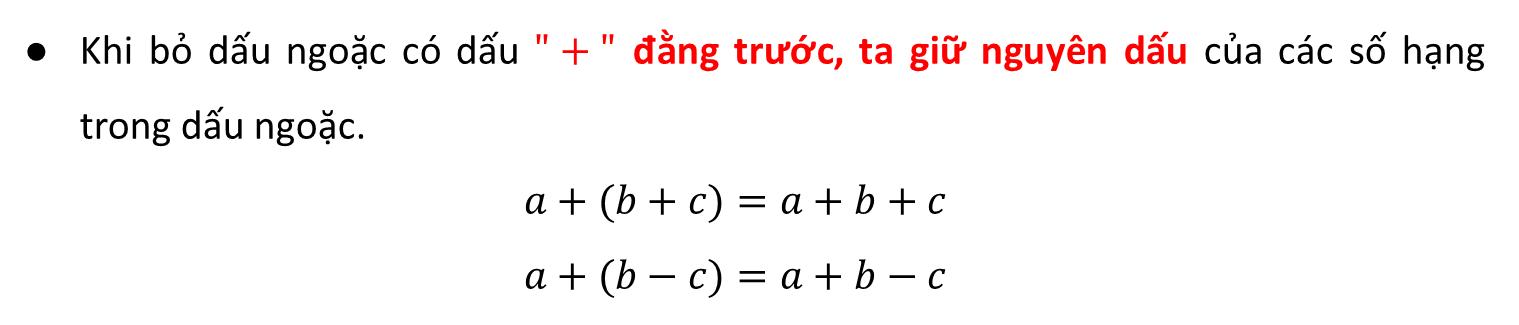 ● Khi bỏ dấu ngoặc có dấu " + " đằng trước, ta giữ nguyên dấu của các số hạng
trong dấu ngoặc.
a + (b + c) = a + b + c
a + (b − c) = a + b − c